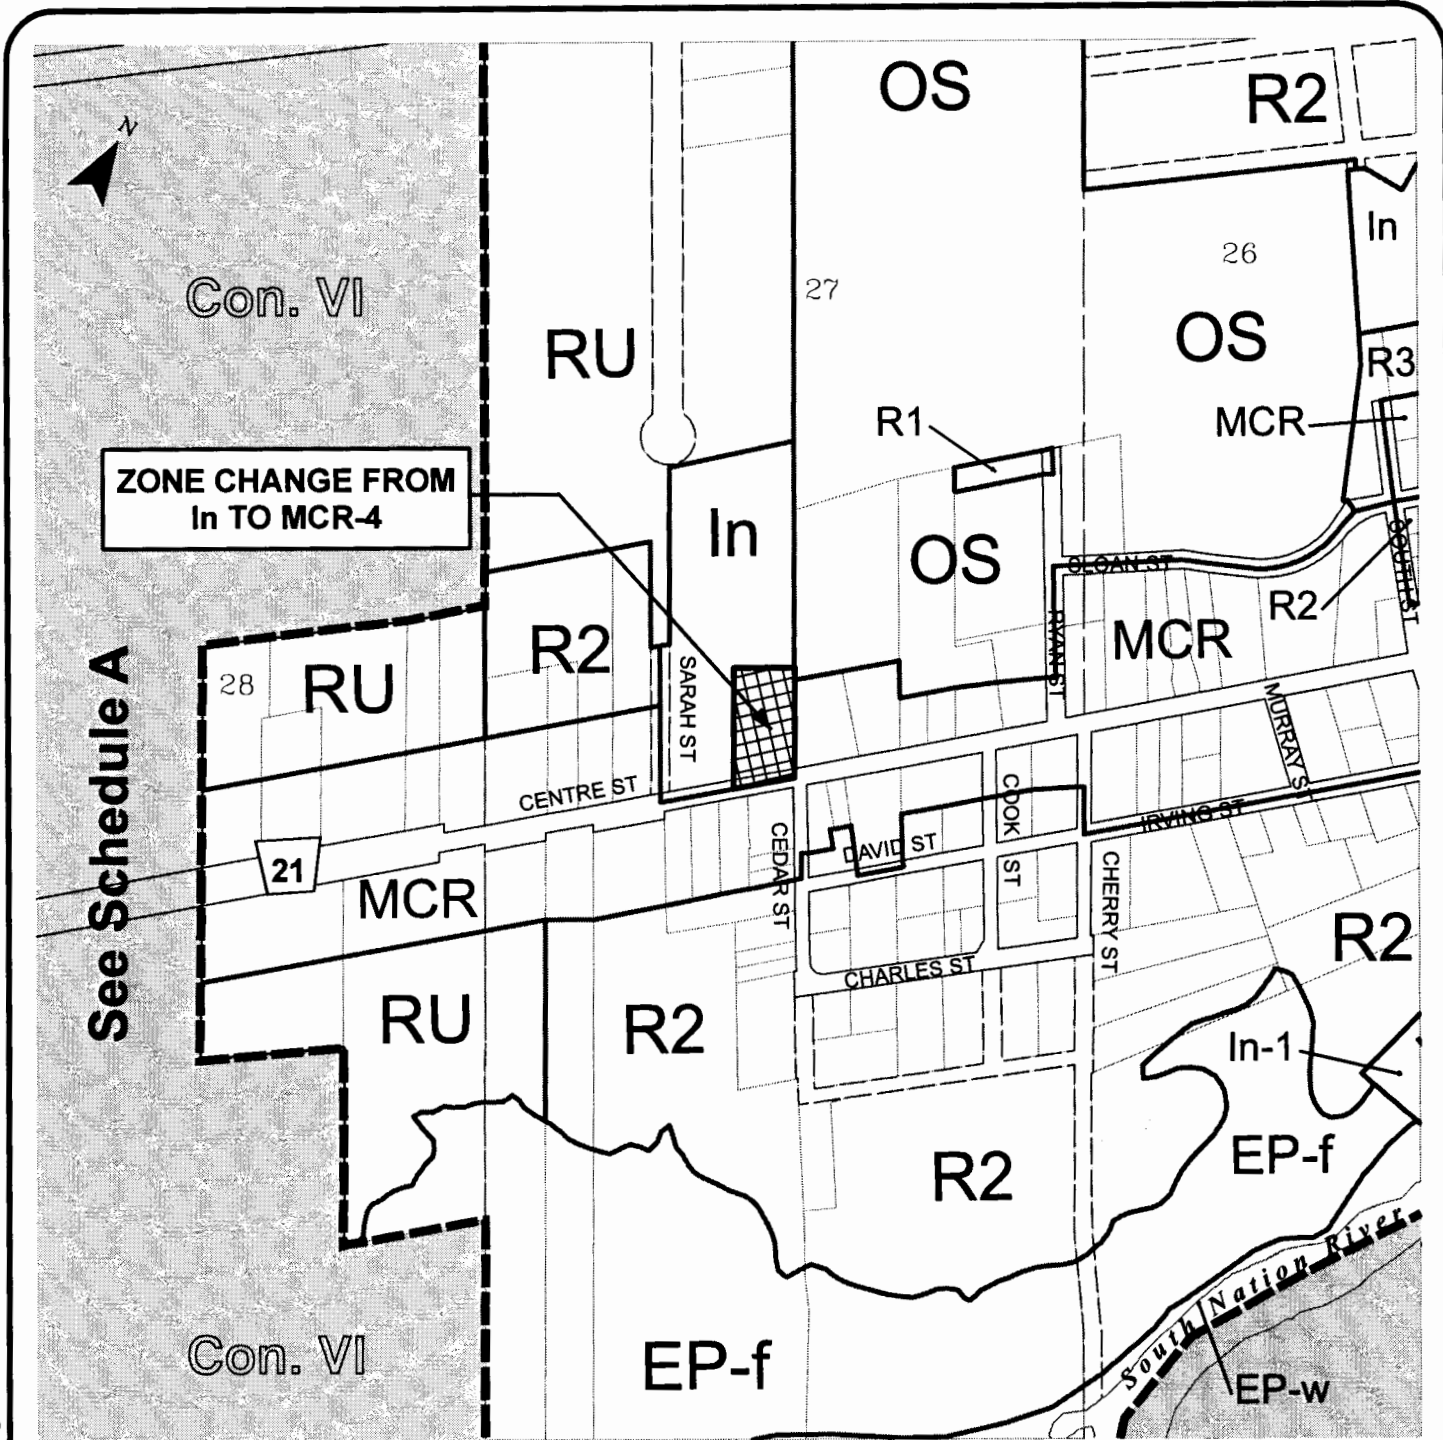 OS
R2
N
In
26
Con. VI
27
OS
RU
R3
R1
MCR
ZONE CHANGE FROM
In TO MCR-4
In
OS
SLOAN ST
SOUTH ST
R2
R2
RYAN ST
MCR
See Schedule A
28
RU
SARAH ST
MURRAY ST
CENTRE ST
COOK ST
IRVING ST
CEDAR ST
DAVID ST
21
MCR
CHERRY ST
R2
CHARLES ST
RU
R2
In-1
R2
EP-f
South Nation River
Con. VI
EP-f
EP-w